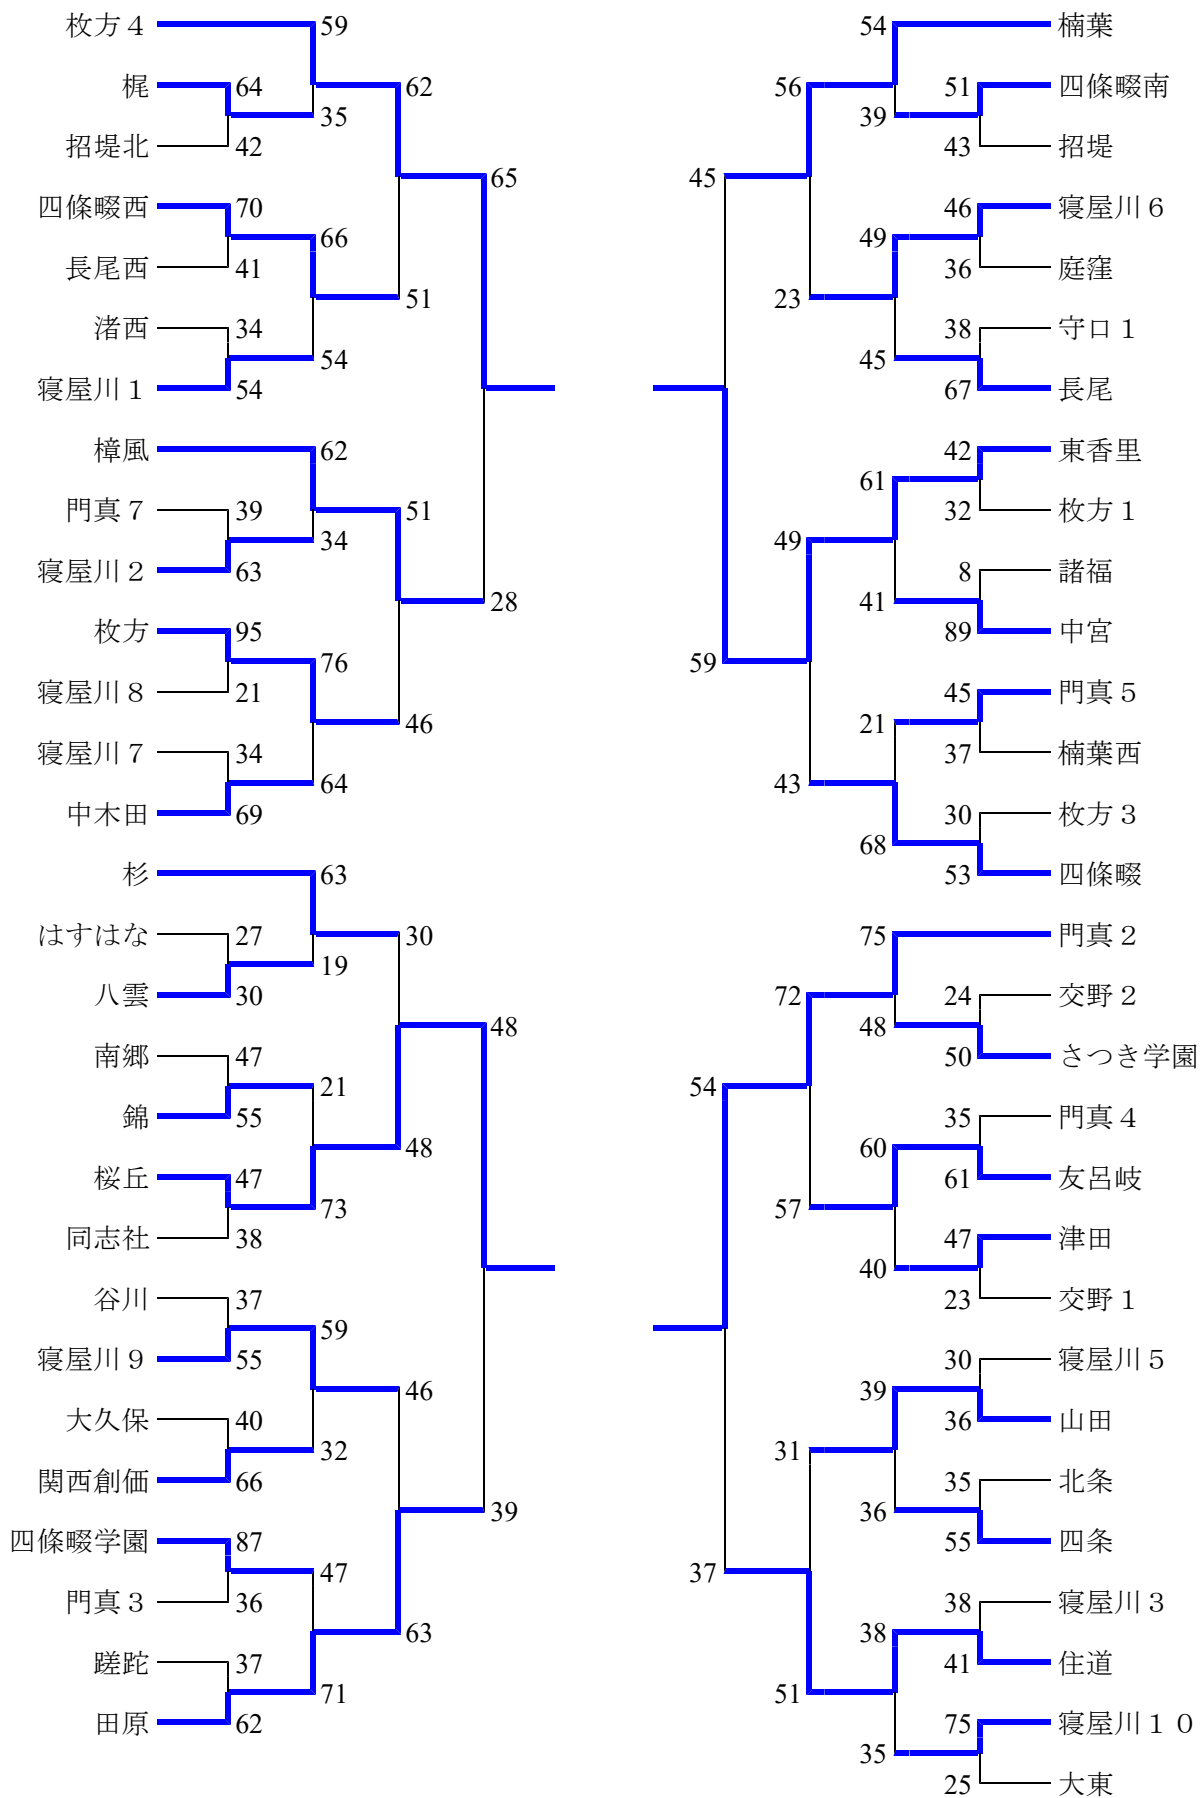 枚方４ 59 54 楠葉
梶 64 62 56 51 四條畷南
35 39
招堤北 42 43 招堤
65 45
四條畷西 70 46 寝屋川６
66 49
長尾西 41 36 庭窪
51 23
渚西 34 38 守口１
54 45
寝屋川１ 54 67 長尾
樟風 62 42 東香里
61
門真７ 39 51 32 枚方１
34 49
寝屋川２ 63 8 諸福
28 41
枚方 95 89 中宮
76 59
寝屋川８ 21 45 門真５
46 21
寝屋川７ 34 37 楠葉西
64 43
中木田 69 30 枚方３
68
杉 63 53 四條畷
はすはな 27 30 75 門真２
19
八雲 30 72 24 交野２
48 48
南郷 47 50 さつき学園
21 54
錦 55 35 門真４
48 60
桜丘 47 61 友呂岐
73 57
同志社 38 47 津田
40
谷川 37 23 交野１
59
寝屋川９ 55 30 寝屋川５
46 39
大久保 40 36 山田
32 31
関西創価 66 35 北条
39 36
四條畷学園 87 55 四条
47 37
門真３ 36 38 寝屋川３
63 38
蹉跎 37 41 住道
71 51
田原 62 75 寝屋川１０
35
25 大東